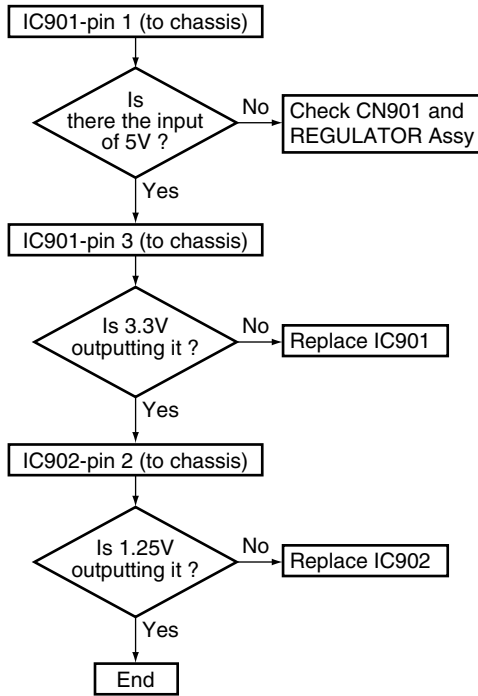 IC901-pin 1 (to chassis)
Is
there the input
of 5V ?
No
Check CN901 and
REGULATOR Assy
Yes
IC901-pin 3 (to chassis)
Is 3.3V
outputting it ?
No
Replace IC901
Yes
IC902-pin 2 (to chassis)
Is 1.25V
outputting it ?
No
Replace IC902
Yes
End